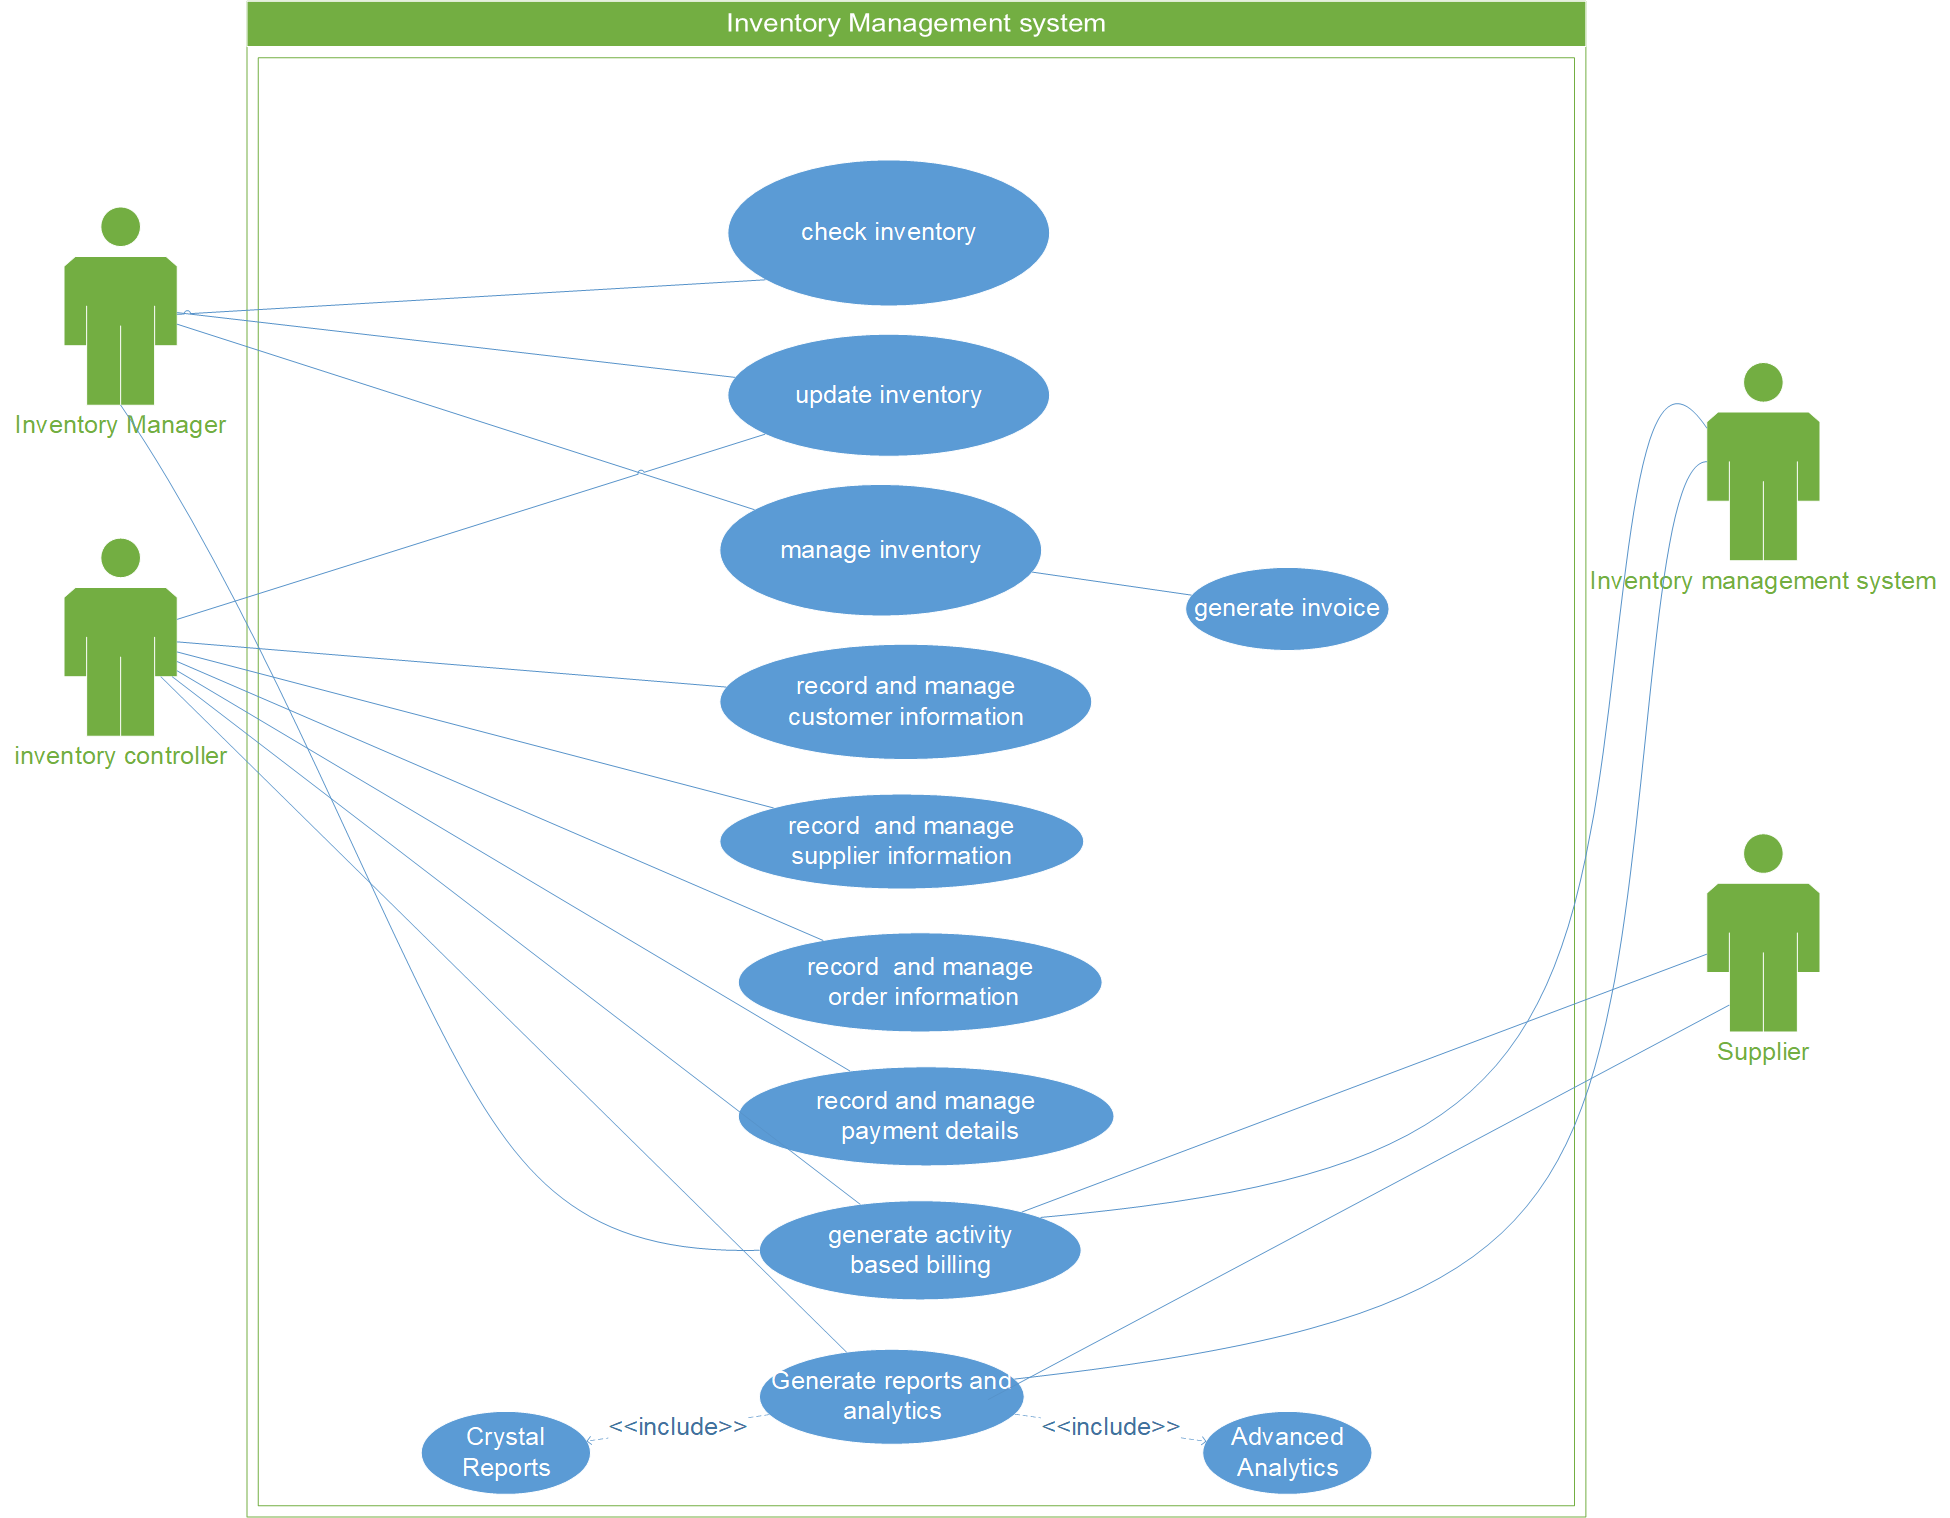 Inventory Management system
check inventory
Inventory Manager
update inventory
manage inventory
generate invoice
Inventory management system
record and manage
customer information
inventory controller
record  and manage
supplier information
record  and manage
order information
Supplier
record and manage
payment details
generate activity
based billing
Generate reports and
analytics
<<include>>
<<include>>
Crystal
Reports
Advanced
Analytics